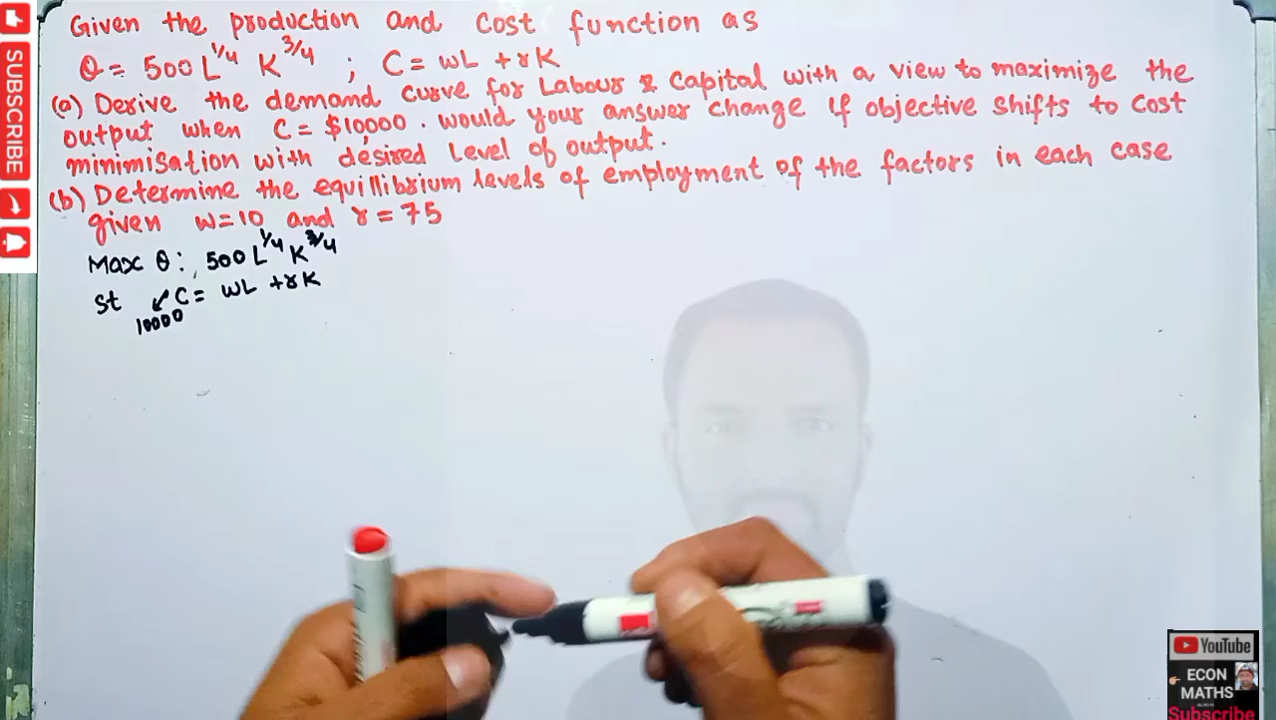 SUBSCRIBE
Given the production and cost function as
Q = 500 L^1/4 K^3/4 ; C = wL + rK
(a) Derive the demand curve for Labour & Capital with a view to maximize the
output when C = $10,000. would your answer change if objective shifts to cost
minimisation with desired level of output.
(b) Determine the equillibrium levels of employment of the factors in each case
given w=10 and r = 75
Max Q: 500 L^1/4 K^3/4
St C = wL + rK
10000
YouTube
ECON
MATHS
Subscribe